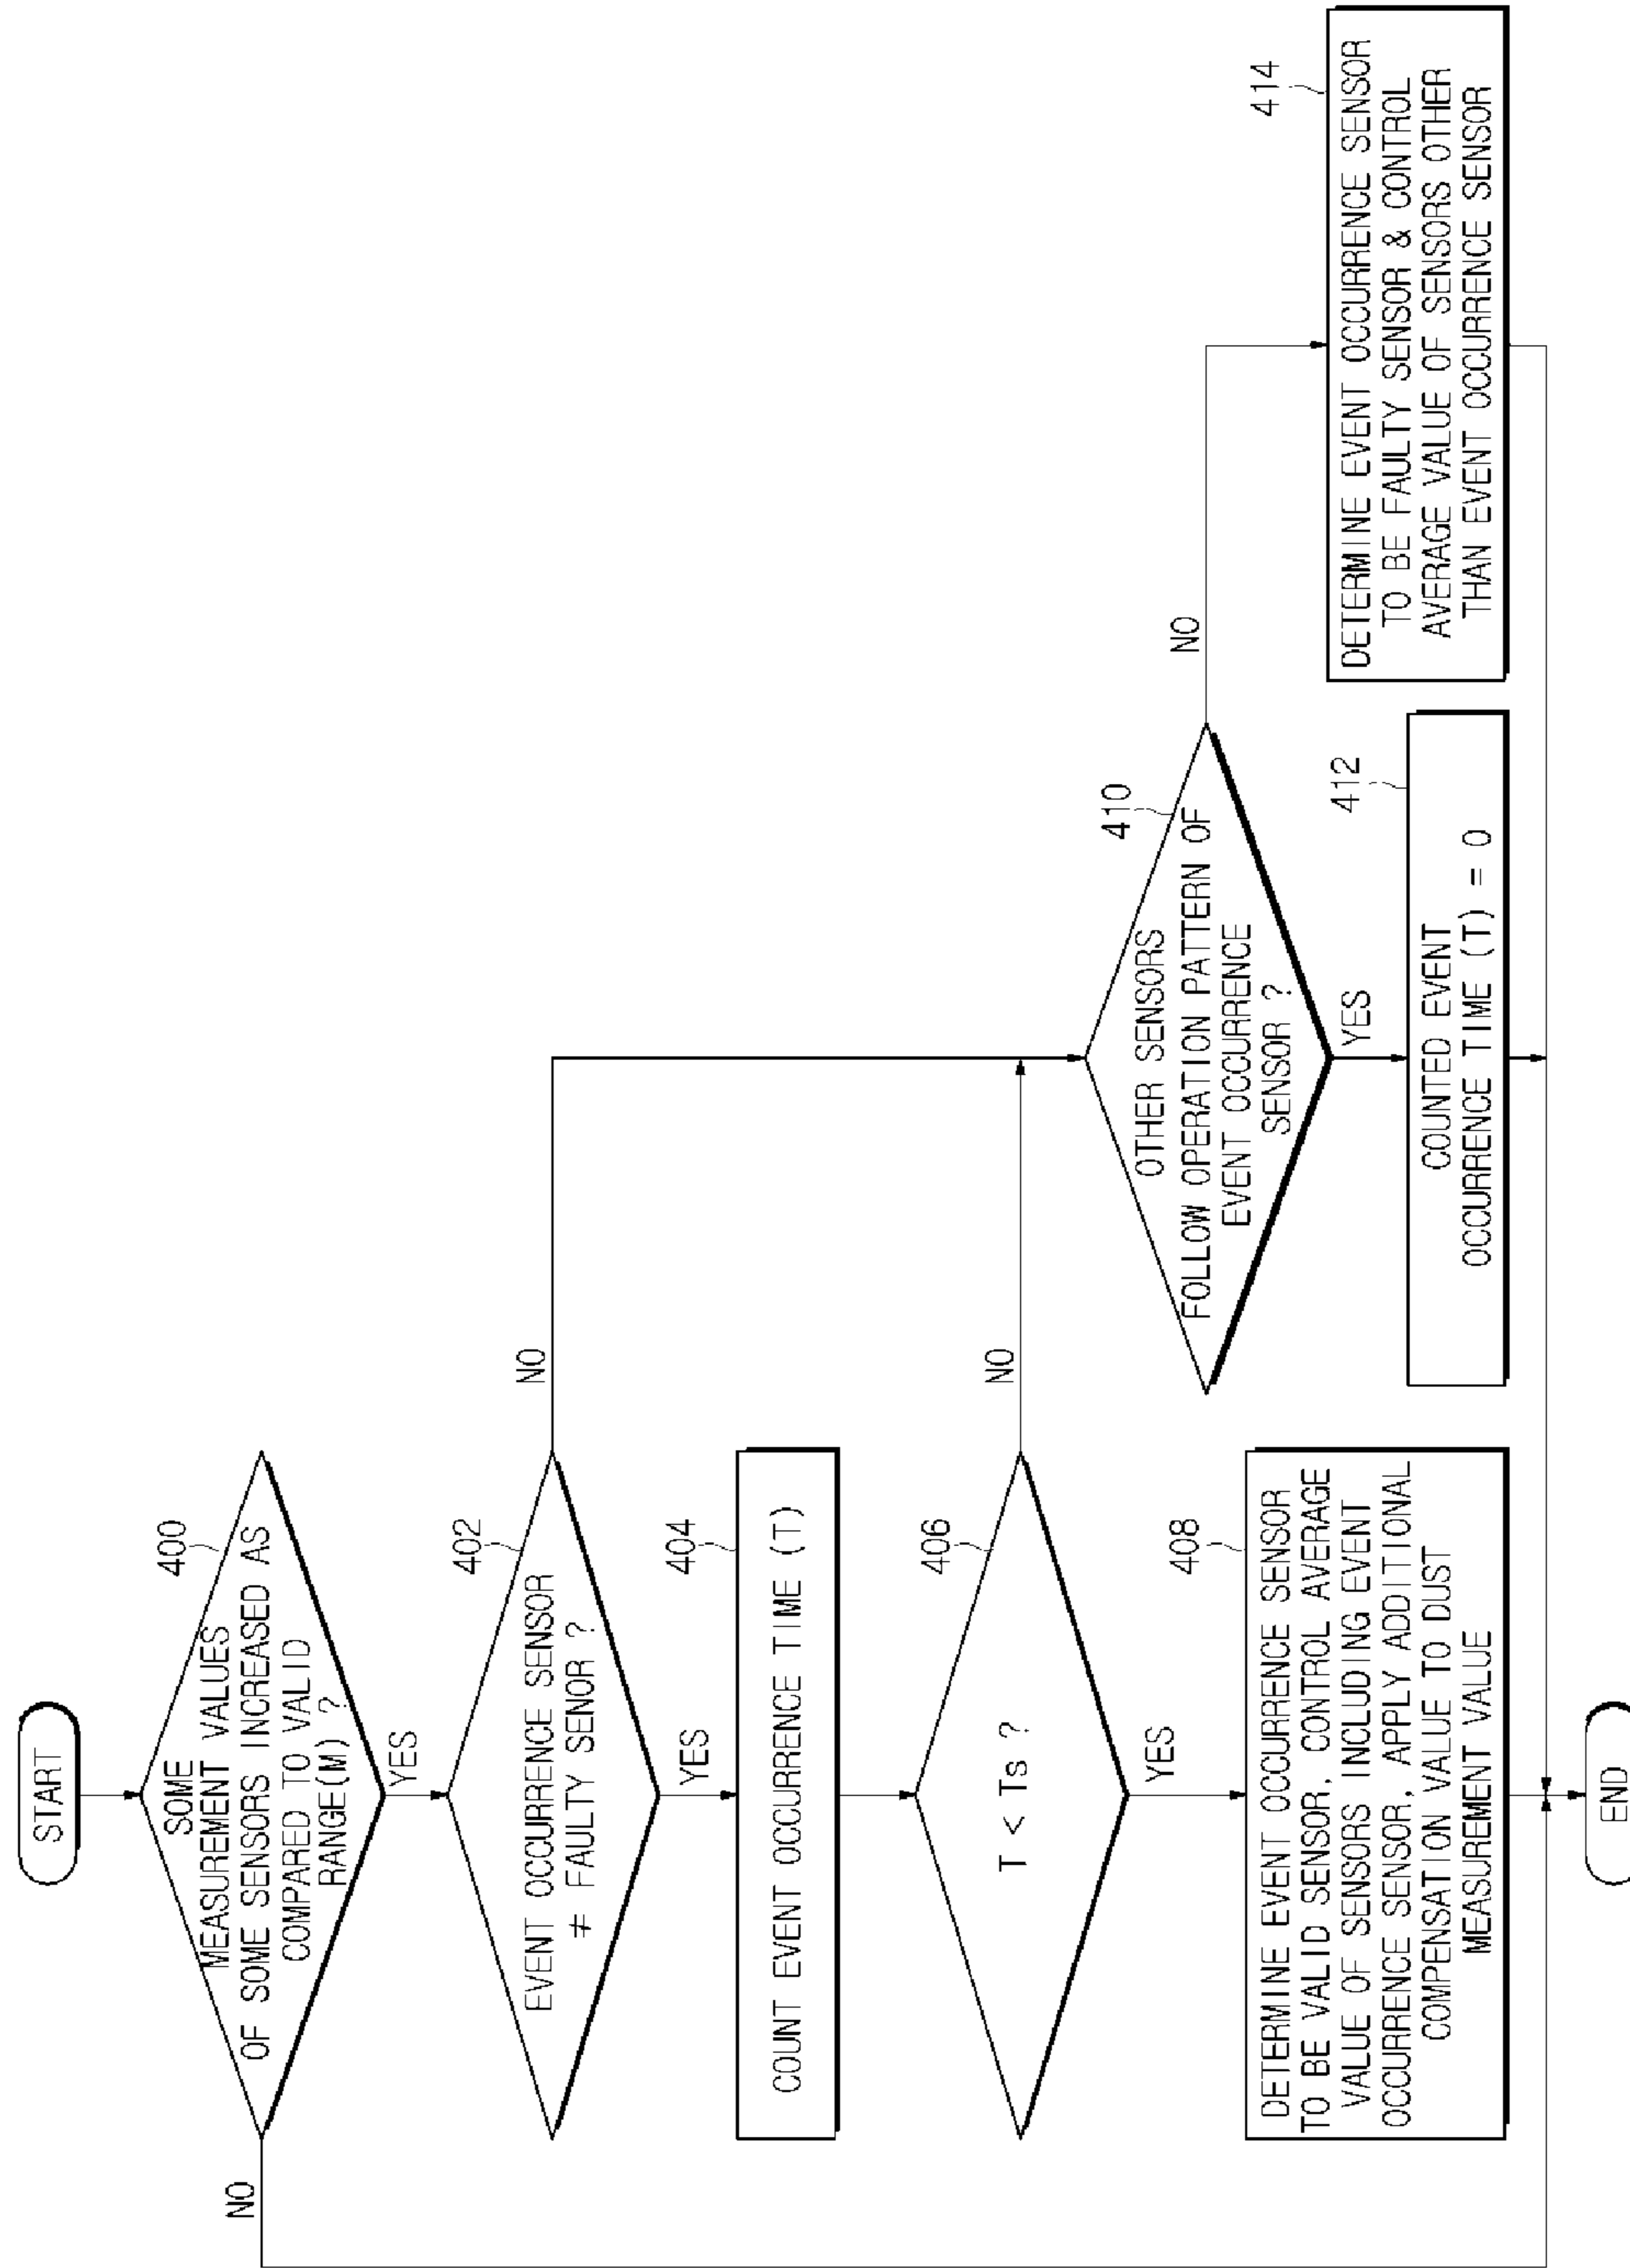 START
400
SOME
MEASUREMENT VALUES
OF SOME SENSORS INCREASED AS
COMPARED TO VALID
RANGE(M) ?
NO
YES
402
EVENT OCCURRENCE SENSOR
≠ FAULTY SENOR ?
NO
YES
404
COUNT EVENT OCCURRENCE TIME (T)
406
T < Ts ?
NO
YES
408
DETERMINE EVENT OCCURRENCE SENSOR
TO BE VALID SENSOR, CONTROL AVERAGE
VALUE OF SENSORS INCLUDING EVENT
OCCURRENCE SENSOR, APPLY ADDITIONAL
COMPENSATION VALUE TO DUST
MEASUREMENT VALUE
410
OTHER SENSORS
FOLLOW OPERATION PATTERN OF
EVENT OCCURRENCE
SENSOR ?
NO
YES
412
COUNTED EVENT
OCCURRENCE TIME (T) = 0
414
DETERMINE EVENT OCCURRENCE SENSOR
TO BE FAULTY SENSOR & CONTROL
AVERAGE VALUE OF SENSORS OTHER
THAN EVENT OCCURRENCE SENSOR
END